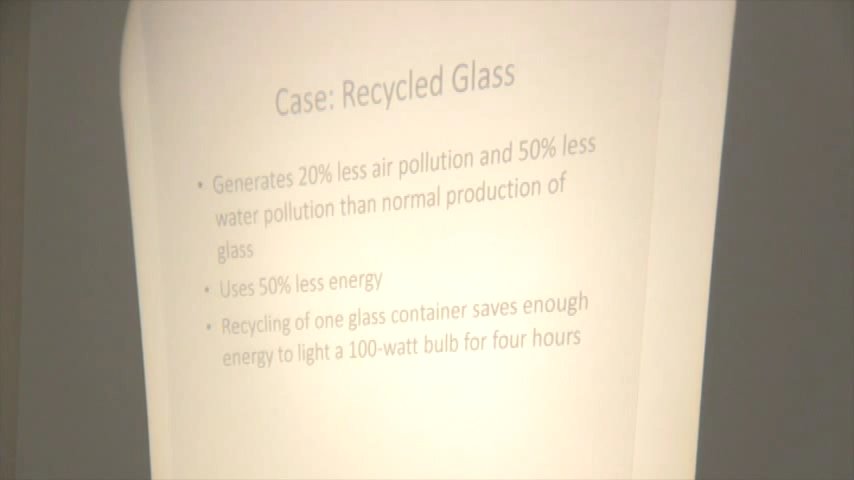 Case: Recycled Glass
• Generates 20% less air pollution and 50% less
water pollution than normal production of
glass
• Uses 50% less energy
• Recycling of one glass container saves enough
energy to light a 100-watt bulb for four hours